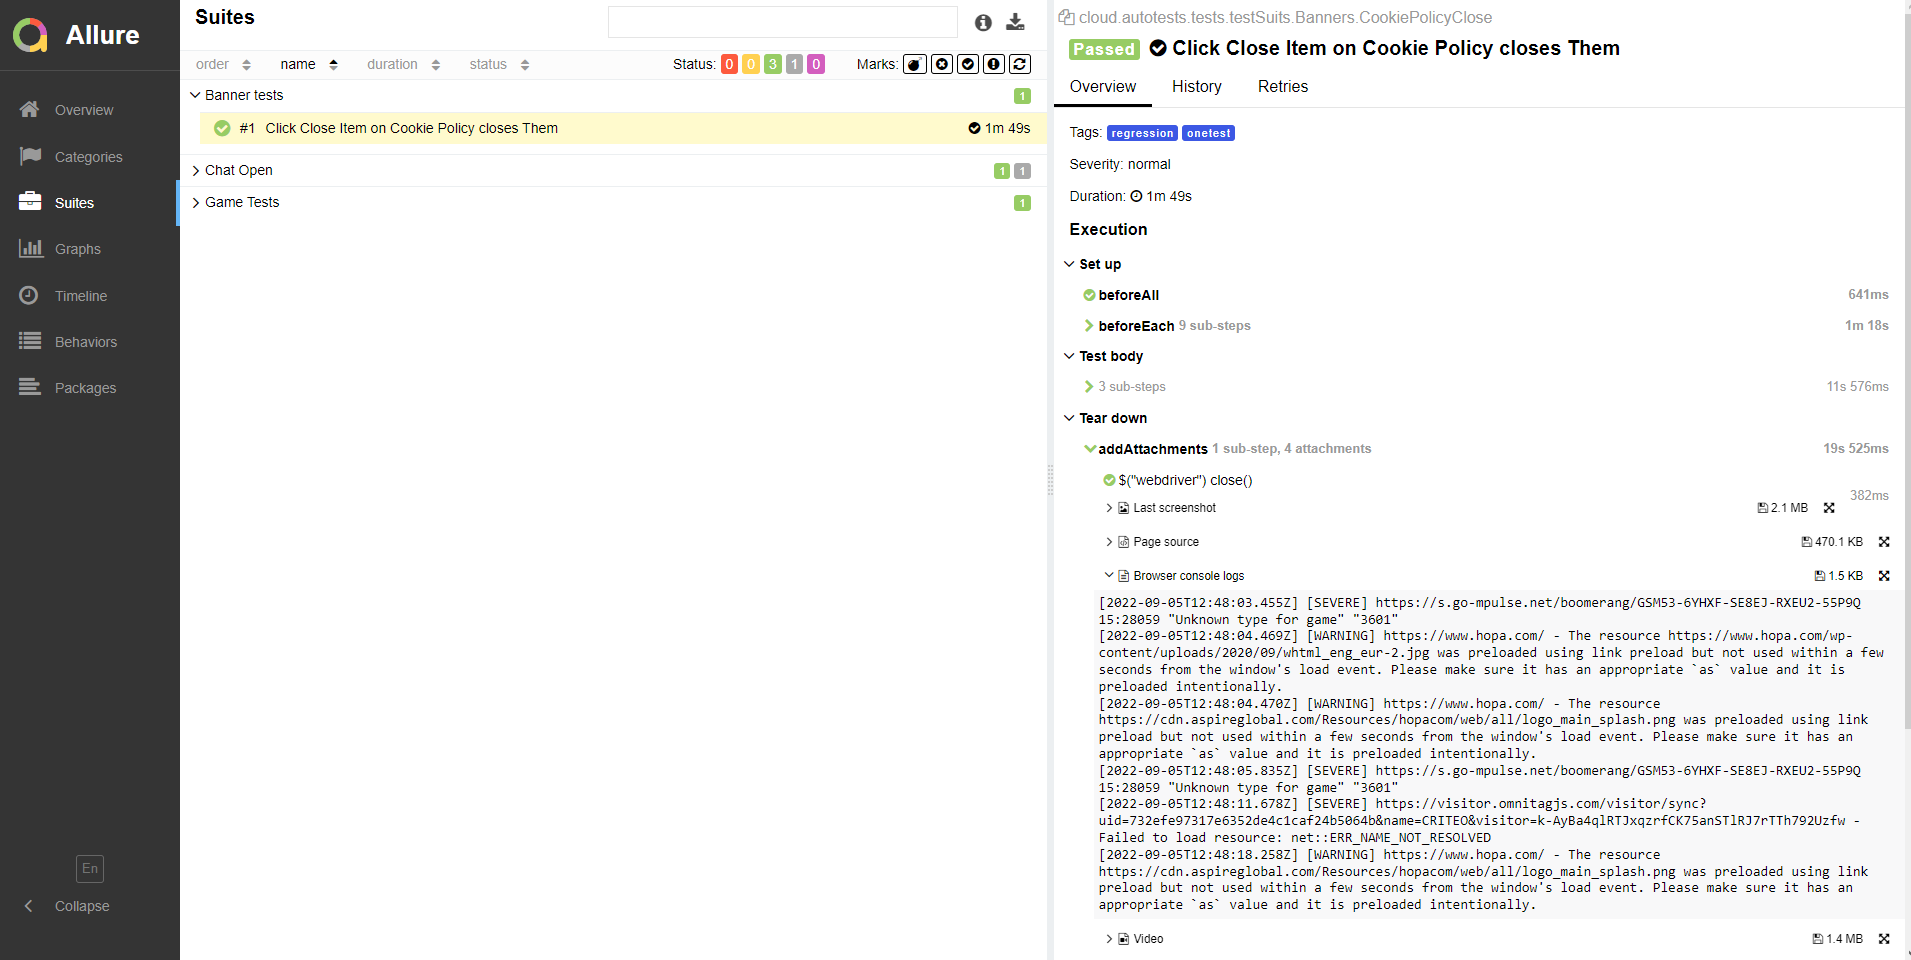 Allure
Overview
Categories
Suites
Graphs
Timeline
Behaviors
Packages
En
Collapse
Suites
order name duration status Status: 0 0 3 1 0 Marks:
Banner tests 1
#1 Click Close Item on Cookie Policy closes Them 1m 49s
Chat Open 1 1
Game Tests 1
cloud.autotests.tests.testSuits.Banners.CookiePolicyClose
Passed Click Close Item on Cookie Policy closes Them
Overview History Retries
Tags: regression onetest
Severity: normal
Duration: 1m 49s
Execution
Set up
beforeAll 641ms
beforeEach 9 sub-steps 1m 18s
Test body
3 sub-steps 11s 576ms
Tear down
addAttachments 1 sub-step, 4 attachments 19s 525ms
$("webdriver") close() 382ms
Last screenshot 2.1 MB
Page source 470.1 KB
Browser console logs 1.5 KB
[2022-09-05T12:48:03.455Z] [SEVERE] https://s.go-mpulse.net/boomerang/GSM53-6YHXF-SE8EJ-RXEU2-55P9Q
15:28059 "Unknown type for game" "3601"
[2022-09-05T12:48:04.469Z] [WARNING] https://www.hopa.com/ - The resource https://www.hopa.com/wp-
content/uploads/2020/09/whtml_eng_eur-2.jpg was preloaded using link preload but not used within a few
seconds from the window's load event. Please make sure it has an appropriate `as` value and it is
preloaded intentionally.
[2022-09-05T12:48:04.470Z] [WARNING] https://www.hopa.com/ - The resource
https://cdn.aspireglobal.com/Resources/hopacom/web/all/logo_main_splash.png was preloaded using link
preload but not used within a few seconds from the window's load event. Please make sure it has an
appropriate `as` value and it is preloaded intentionally.
[2022-09-05T12:48:05.835Z] [SEVERE] https://s.go-mpulse.net/boomerang/GSM53-6YHXF-SE8EJ-RXEU2-55P9Q
15:28059 "Unknown type for game" "3601"
[2022-09-05T12:48:11.678Z] [SEVERE] https://visitor.omnitagjs.com/visitor/sync?
uid=732efe97317e6352de4c1caf24b5064b&name=CRITEO&visitor=k-AyBa4qlRTJxqzrfCK75anSTlRJ7rTTh792Uzfw -
Failed to load resource: net::ERR_NAME_NOT_RESOLVED
[2022-09-05T12:48:18.258Z] [WARNING] https://www.hopa.com/ - The resource
https://cdn.aspireglobal.com/Resources/hopacom/web/all/logo_main_splash.png was preloaded using link
preload but not used within a few seconds from the window's load event. Please make sure it has an
appropriate `as` value and it is preloaded intentionally.
Video 1.4 MB